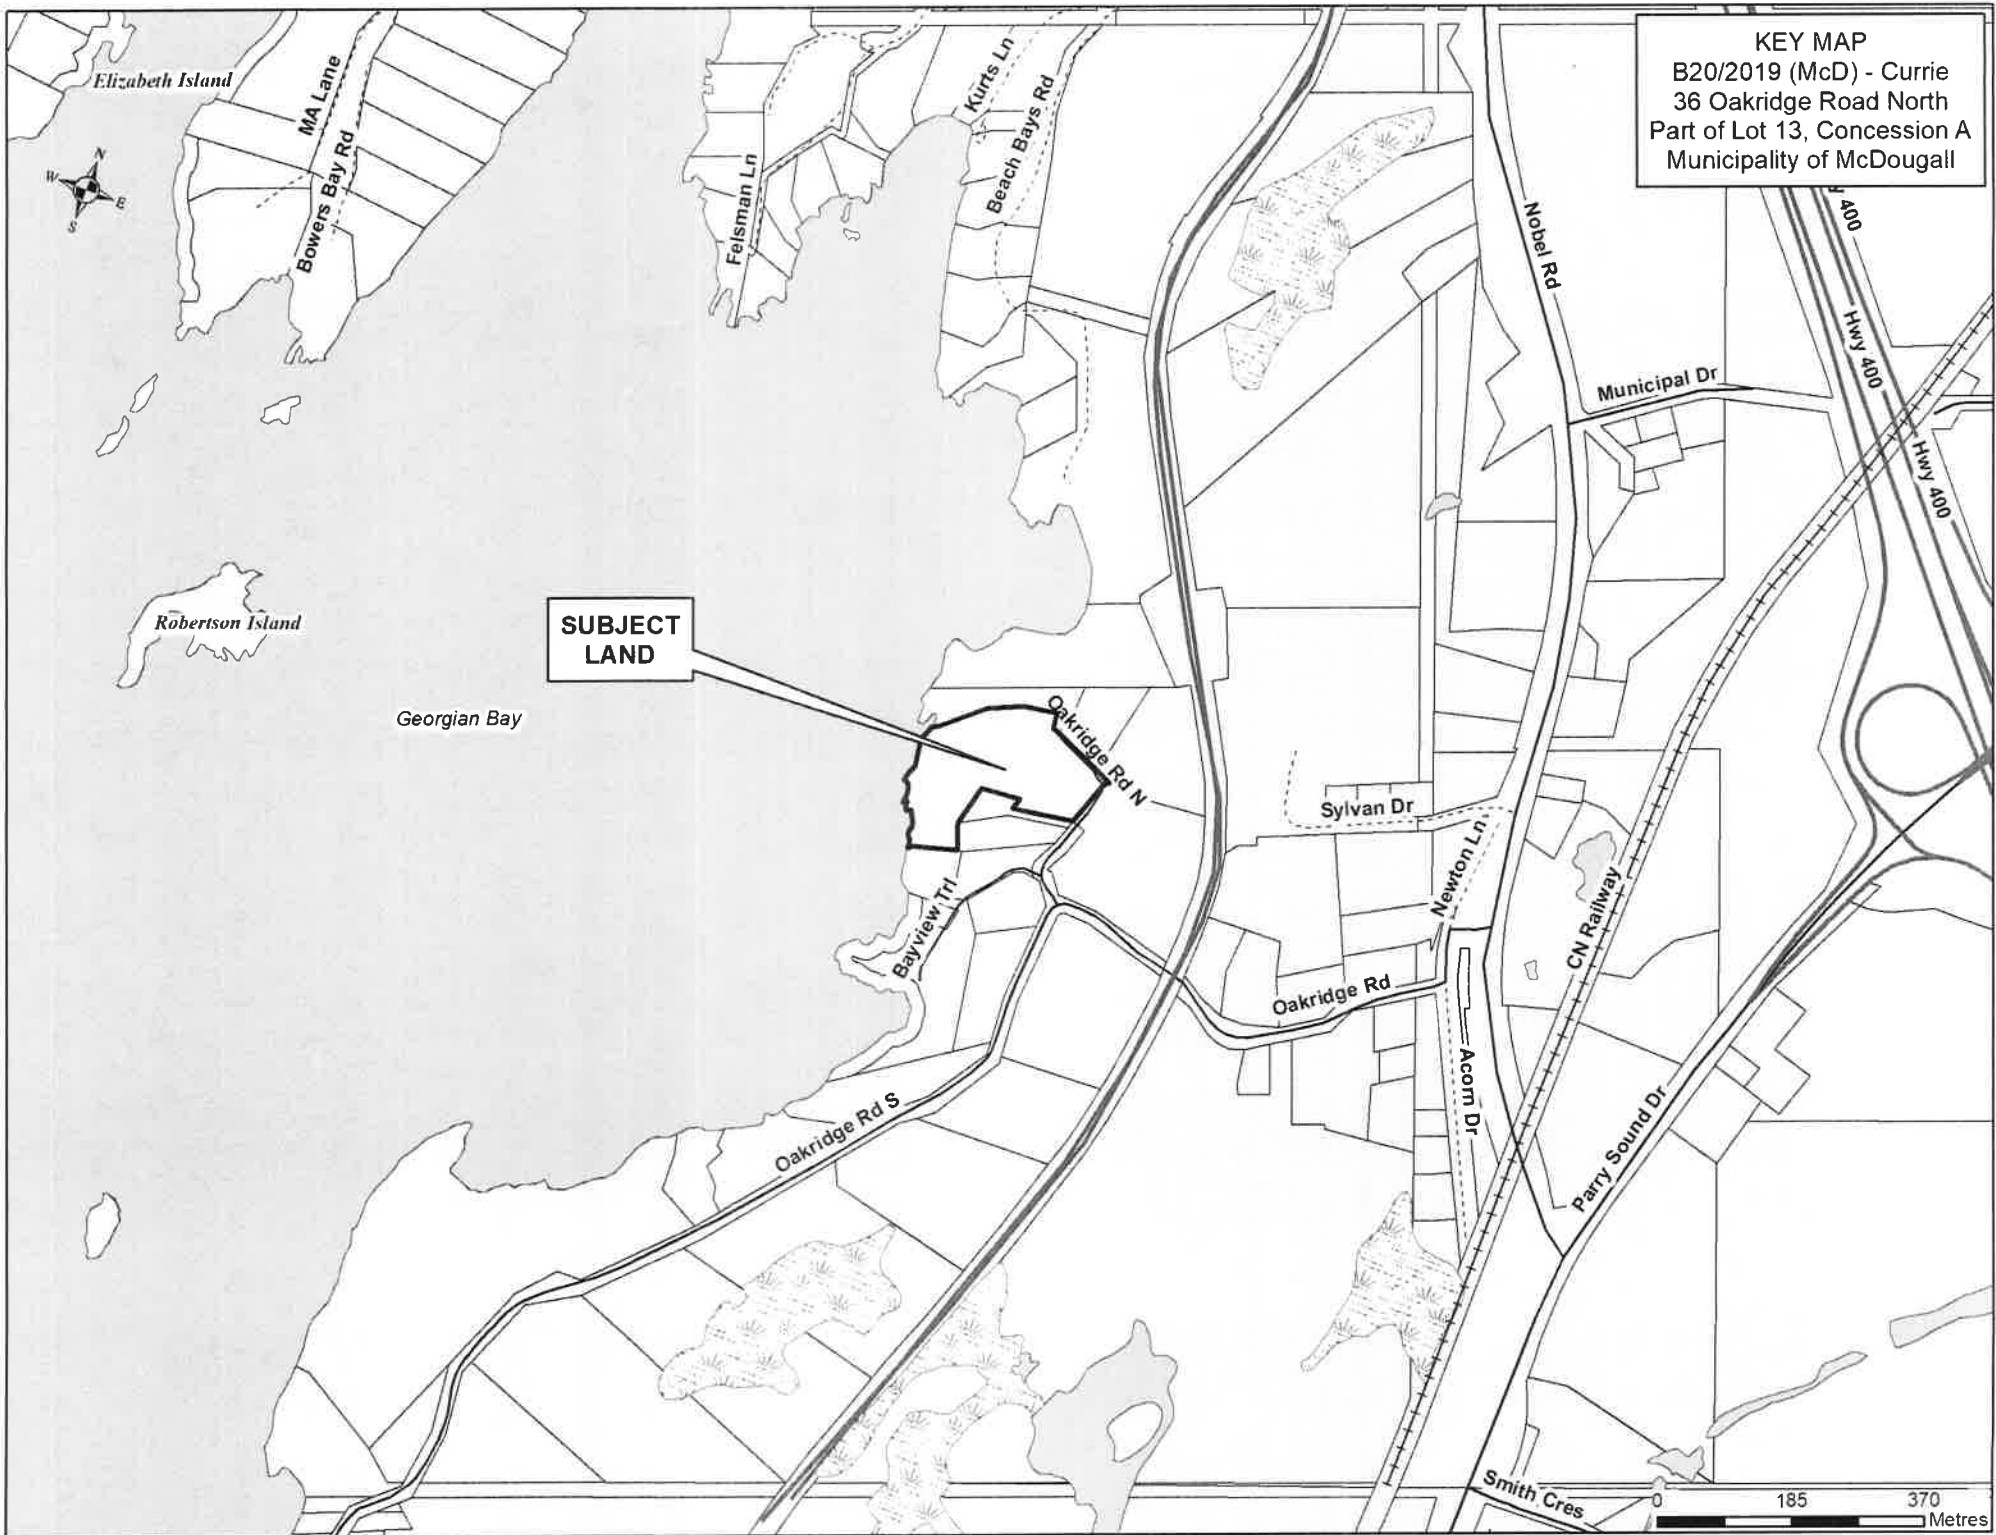 KEY MAP
B20/2019 (McD) - Currie
36 Oakridge Road North
Part of Lot 13, Concession A
Municipality of McDougall
Elizabeth Island
MA Lane
Bowers Bay Rd
N
W
E
S
Felsman Ln
Kurts Ln
Beach Bays Rd
Nobel Rd
400
Hwy 400
Hwy 400
Municipal Dr
Robertson Island
SUBJECT
LAND
Georgian Bay
Oakridge Rd N
Sylvan Dr
Newton Ln
CN Railway
Bayview Trl
Oakridge Rd
Acorn Dr
Oakridge Rd S
Parry Sound Dr
Smith Cres
0 185 370
Metres